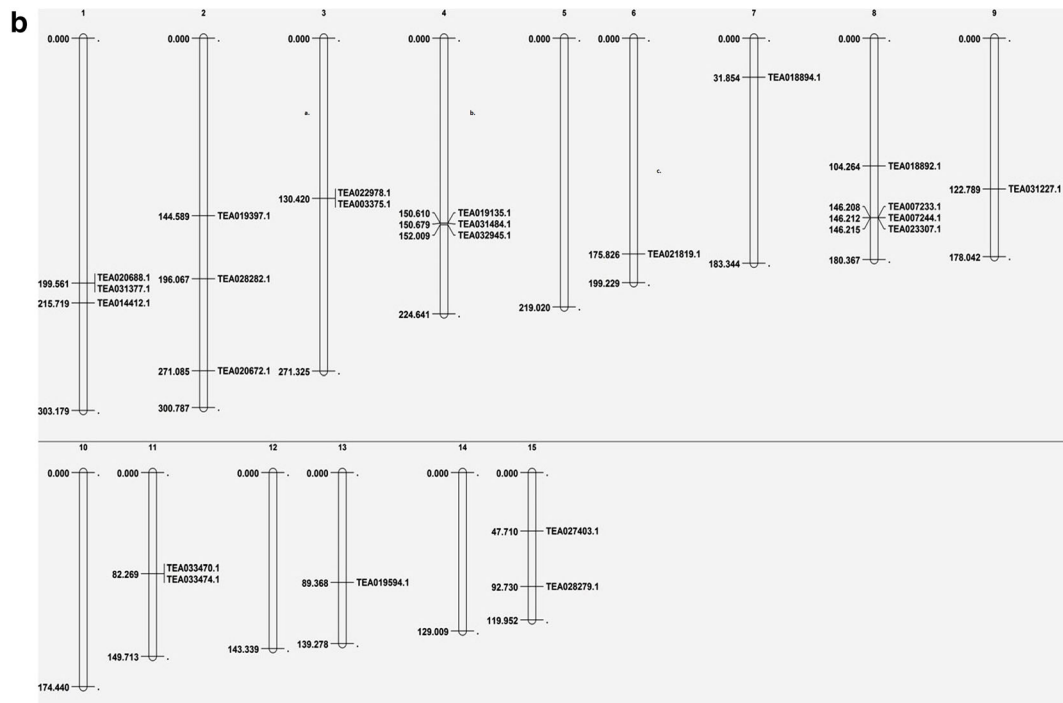 b
1 2 3 4 5 6 7 8 9
0.000 . 0.000 . 0.000 . 0.000 . 0.000 . 0.000 . 0.000 . 0.000 . 0.000 .
31.854 TEA018894.1
a. b.
104.264 TEA018892.1
c.
122.789 TEA031227.1
130.420 TEA022978.1
TEA003375.1
146.208 TEA007233.1
146.212 TEA007244.1
146.215 TEA023307.1
150.610 TEA019135.1
150.679 TEA031484.1
152.009 TEA032945.1
144.589 TEA019397.1
175.826 TEA021819.1
178.042 .
180.367 .
183.344 .
199.561 TEA020688.1
TEA031377.1
196.067 TEA028282.1
199.229 .
215.719 TEA014412.1
219.020 .
224.641 .
271.085 TEA020672.1
271.325 .
300.787 .
303.179 .
10 11 12 13 14 15
0.000 . 0.000 . 0.000 . 0.000 . 0.000 . 0.000 .
47.710 TEA027403.1
82.269 TEA033470.1
TEA033474.1
89.368 TEA019594.1
92.730 TEA028279.1
119.952 .
129.009 .
139.278 .
143.339 .
149.713 .
174.440 .